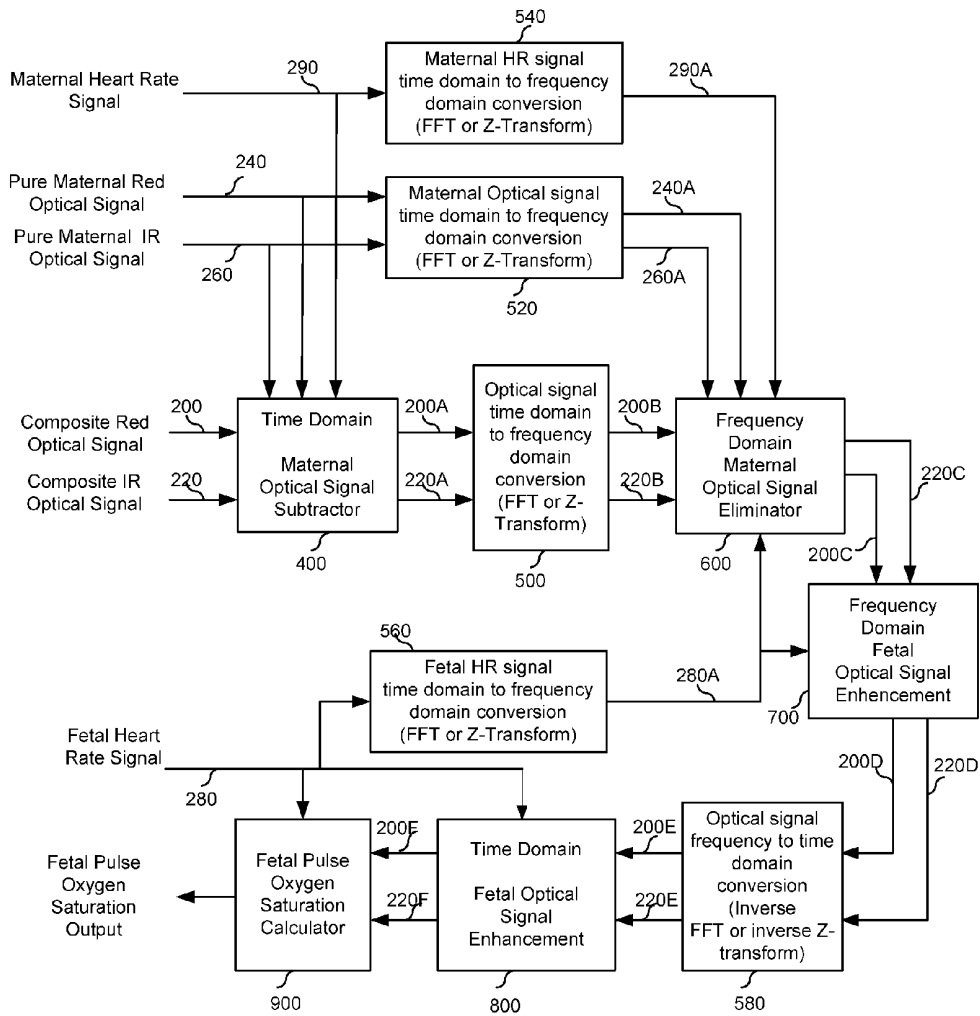 540
Maternal HR signal
time domain to frequency
domain conversion
(FFT or Z-Transform)
Maternal Heart Rate
Signal
290
290A
Pure Maternal Red
Optical Signal
240
Pure Maternal IR
Optical Signal
260
Maternal Optical signal
time domain to frequency
domain conversion
(FFT or Z-Transform)
240A
260A
520
Composite Red
Optical Signal
200
Composite IR
Optical Signal
220
Time Domain
Maternal
Optical Signal
Subtractor
400
200A
220A
Optical signal
time domain
to frequency
domain
conversion
(FFT or Z-
Transform)
500
200B
220B
Frequency
Domain
Maternal
Optical Signal
Eliminator
600
220C
200C
Frequency
Domain
Fetal
Optical Signal
Enhencement
700
560
Fetal HR signal
time domain to frequency
domain conversion
(FFT or Z-Transform)
280A
Fetal Heart
Rate Signal
280
200D
220D
Fetal Pulse
Oxygen
Saturation
Output
Fetal Pulse
Oxygen
Saturation
Calculator
900
200F
220F
Time Domain
Fetal Optical
Signal
Enhancement
800
200E
220E
Optical signal
frequency to time
domain
conversion
(Inverse
FFT or inverse Z-
transform)
580